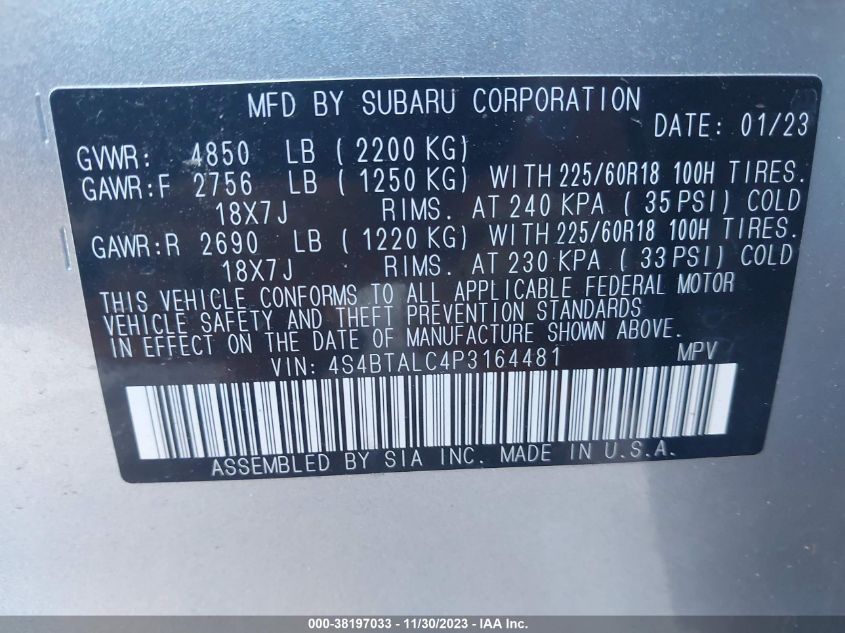 MFD BY SUBARU CORPORATION
DATE: 01/23
GVWR: 4850 LB ( 2200 KG)
GAWR:F 2756 LB ( 1250 KG) WITH 225/60R18 100H TIRES.
18X7J RIMS. AT 240 KPA ( 35 PSI) COLD
GAWR:R 2690 LB ( 1220 KG) WITH 225/60R18 100H TIRES.
18X7J RIMS. AT 230 KPA ( 33 PSI) COLD
THIS VEHICLE CONFORMS TO ALL APPLICABLE FEDERAL MOTOR
VEHICLE SAFETY AND THEFT PREVENTION STANDARDS
IN EFFECT ON THE DATE OF MANUFACTURE SHOWN ABOVE.
VIN: 4S4BTALC4P3164481 MPV
ASSEMBLED BY SIA INC. MADE IN U.S.A.
000-38197033 — 11/30/2023 — IAA Inc.